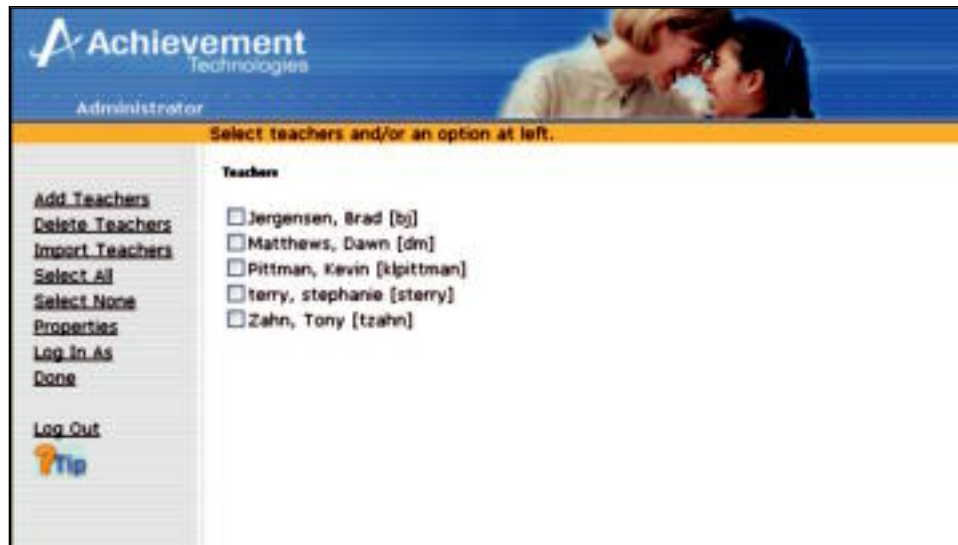 Achievement
Technologies
Administrator
Select teachers and/or an option at left.
Teachers
Add Teachers
Delete Teachers
Import Teachers
Select All
Select None
Properties
Log In As
Done
Log Out
?Tip
Jergensen, Brad [bj]
Matthews, Dawn [dm]
Pittman, Kevin [klpittman]
terry, stephanie [sterry]
Zahn, Tony [tzahn]